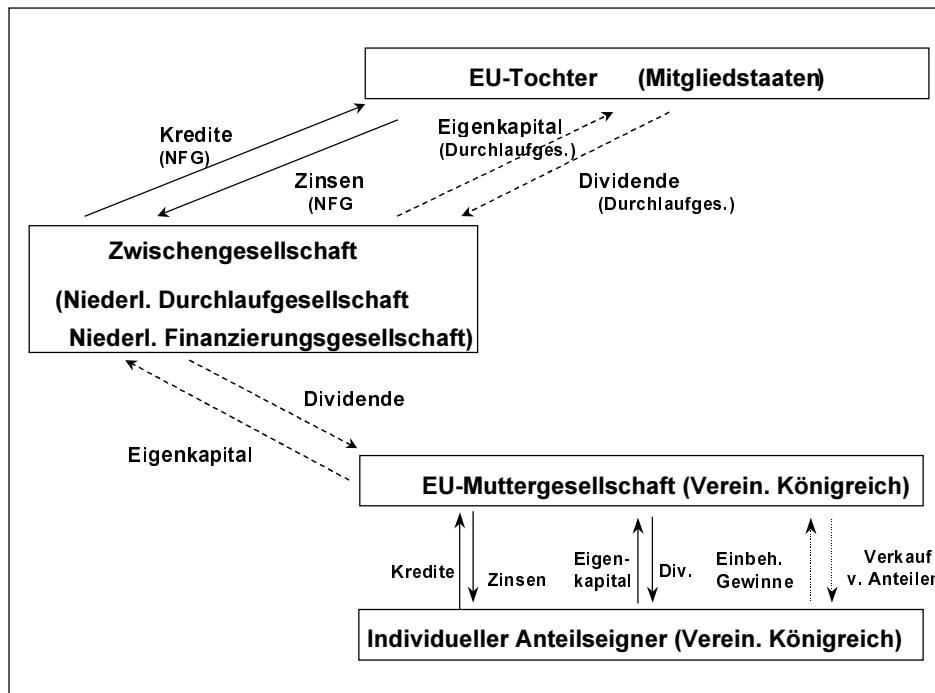 EU-Tochter (Mitgliedstaaten)
Kredite
(NFG)
Eigenkapital
(Durchlaufges.)
Zinsen
(NFG
Dividende
(Durchlaufges.)
Zwischengesellschaft
(Niederl. Durchlaufgesellschaft
Niederl. Finanzierungsgesellschaft)
Dividende
Eigenkapital
EU-Muttergesellschaft (Verein. Königreich)
Kredite
Zinsen
Eigen-
kapital
Div.
Einbeh.
Gewinne
Verkauf
v. Anteilen
Individueller Anteilseigner (Verein. Königreich)